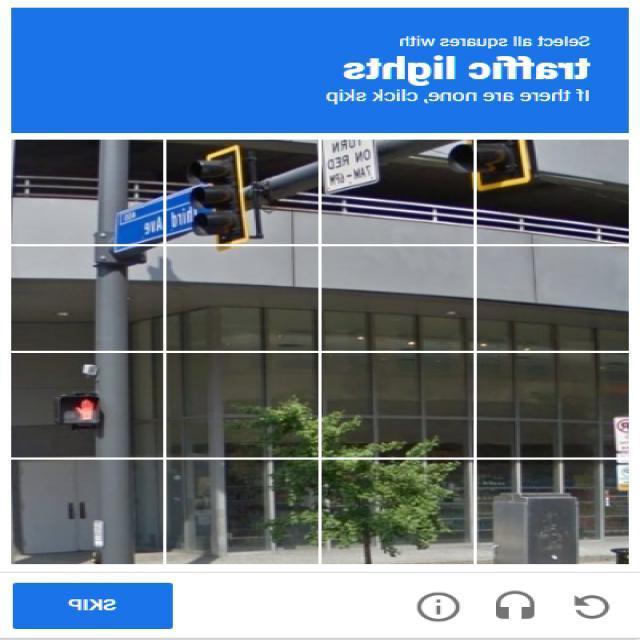 Select all squares with
traffic lights
If there are none, click skip
TURN
ON RED
7AM-6PM
400
hird Ave
SKIP